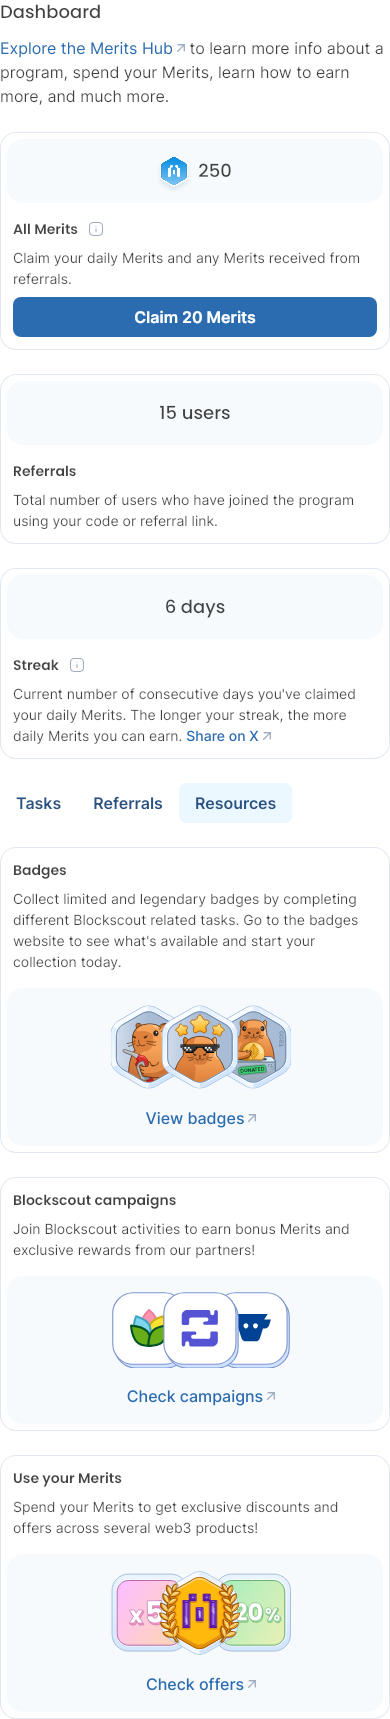 Dashboard
Explore the Merits Hub to learn more info about a
program, spend your Merits, learn how to earn
more, and much more.
250
All Merits
Claim your daily Merits and any Merits received from
referrals.
Claim 20 Merits
15 users
Referrals
Total number of users who have joined the program
using your code or referral link.
6 days
Streak
Current number of consecutive days you've claimed
your daily Merits. The longer your streak, the more
daily Merits you can earn. Share on X
Tasks Referrals Resources
Badges
Collect limited and legendary badges by completing
different Blockscout related tasks. Go to the badges
website to see what's available and start your
collection today.
DONATED
View badges
Blockscout campaigns
Join Blockscout activities to earn bonus Merits and
exclusive rewards from our partners!
Check campaigns
Use your Merits
Spend your Merits to get exclusive discounts and
offers across several web3 products!
x5 20%
Check offers